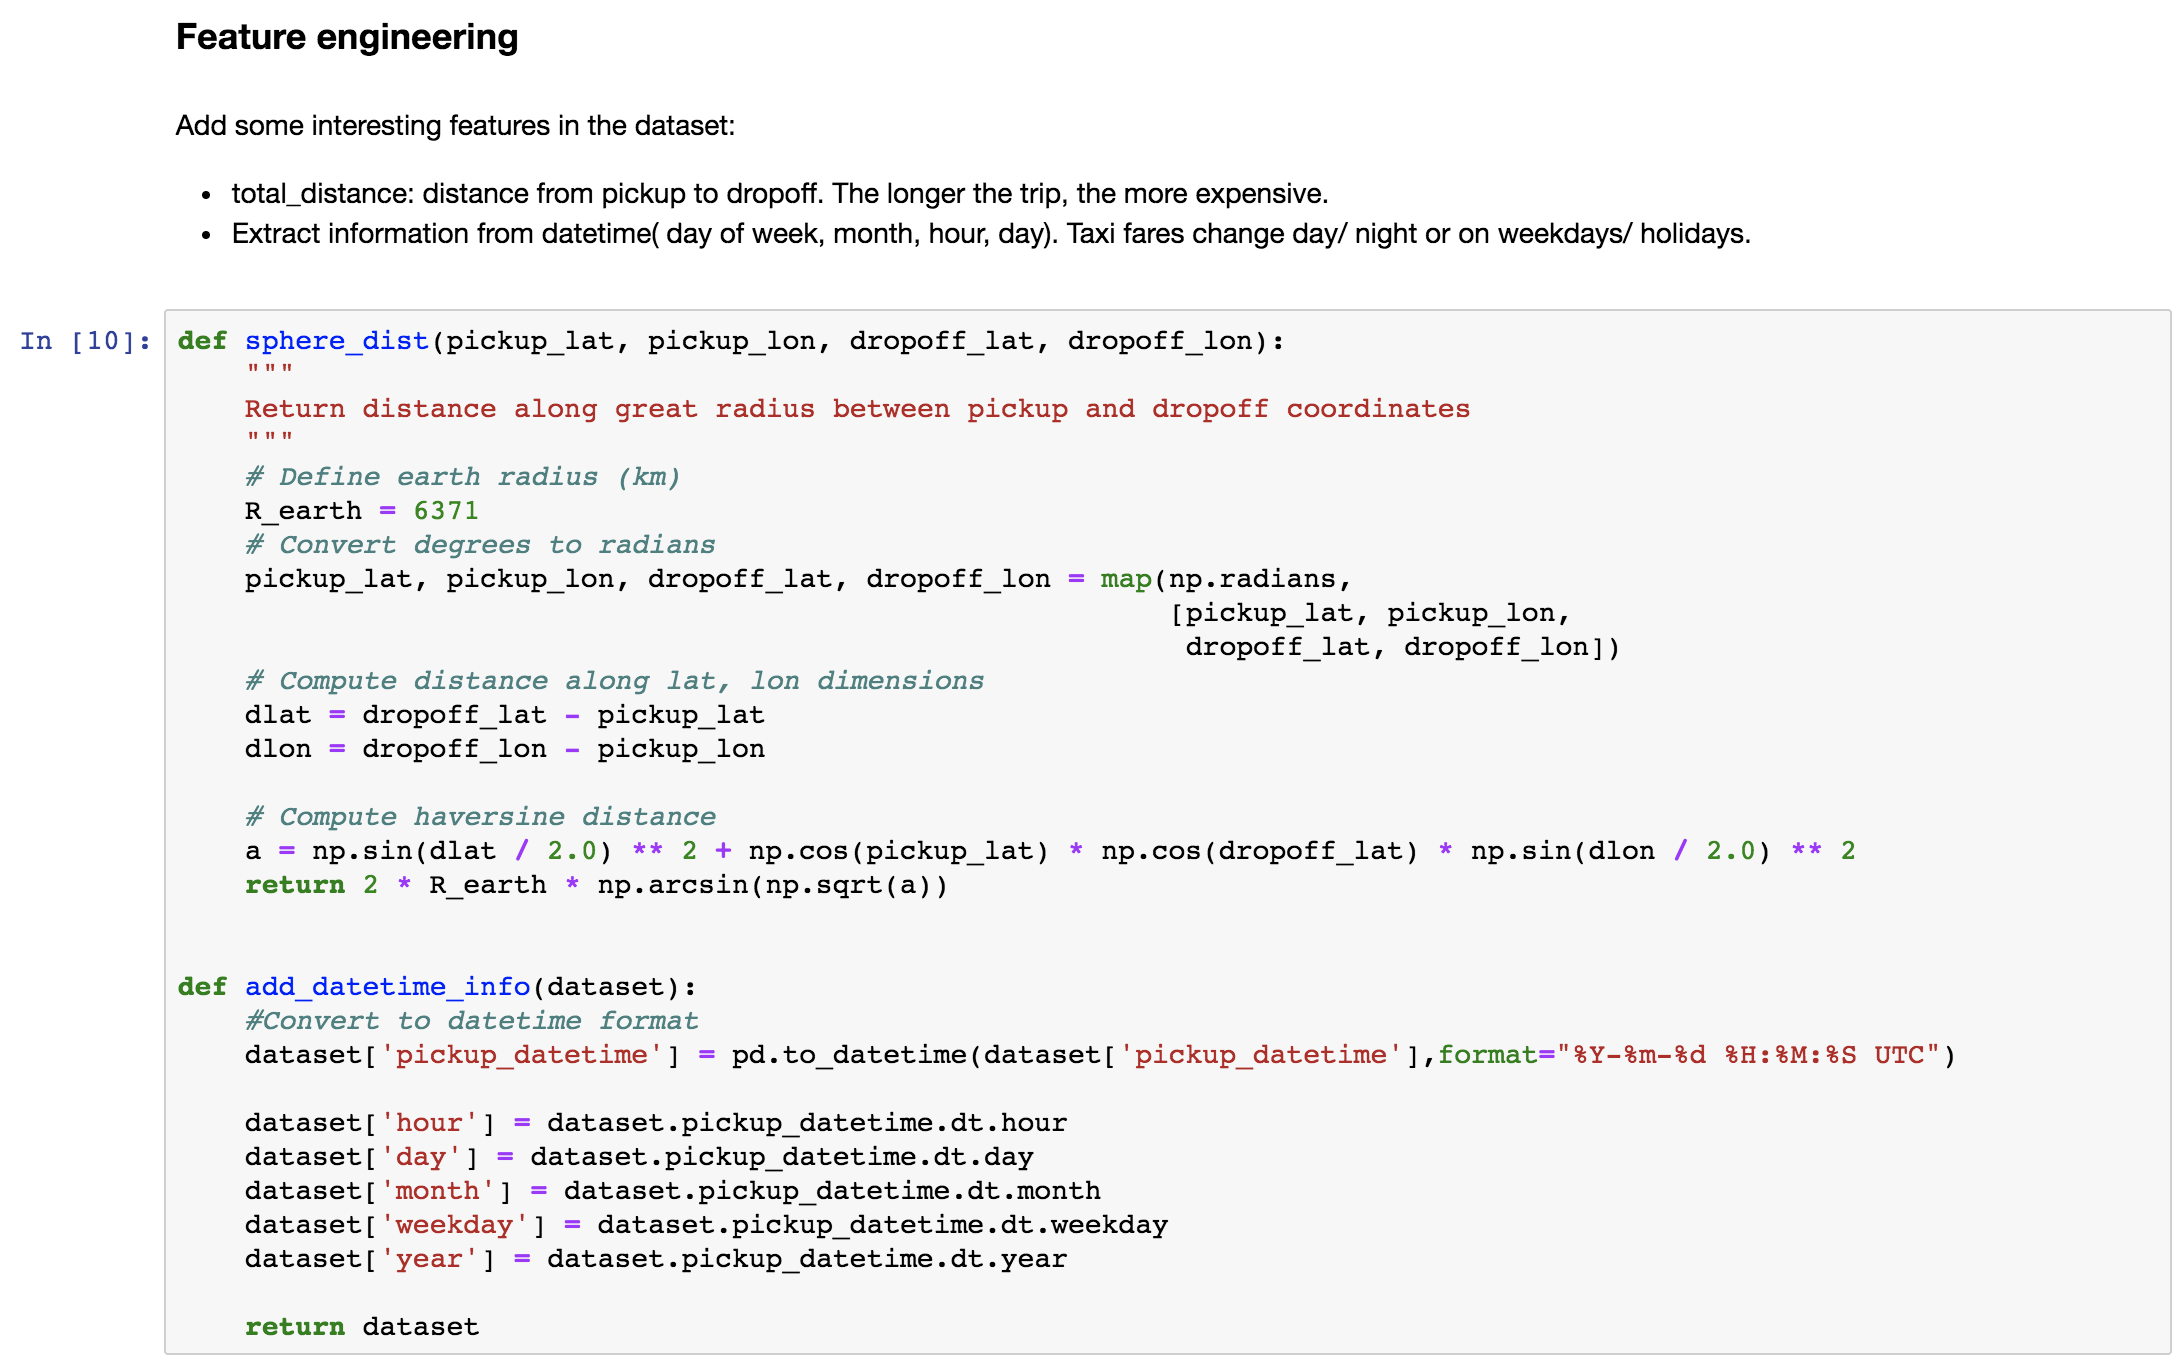 Feature engineering
Add some interesting features in the dataset:
• total_distance: distance from pickup to dropoff. The longer the trip, the more expensive.
• Extract information from datetime( day of week, month, hour, day). Taxi fares change day/ night or on weekdays/ holidays.
In [10]: def sphere_dist(pickup_lat, pickup_lon, dropoff_lat, dropoff_lon):
    """
    Return distance along great radius between pickup and dropoff coordinates
    """
    # Define earth radius (km)
    R_earth = 6371
    # Convert degrees to radians
    pickup_lat, pickup_lon, dropoff_lat, dropoff_lon = map(np.radians,
                                                           [pickup_lat, pickup_lon,
                                                            dropoff_lat, dropoff_lon])
    # Compute distance along lat, lon dimensions
    dlat = dropoff_lat - pickup_lat
    dlon = dropoff_lon - pickup_lon
    # Compute haversine distance
    a = np.sin(dlat / 2.0) ** 2 + np.cos(pickup_lat) * np.cos(dropoff_lat) * np.sin(dlon / 2.0) ** 2
    return 2 * R_earth * np.arcsin(np.sqrt(a))
def add_datetime_info(dataset):
    #Convert to datetime format
    dataset['pickup_datetime'] = pd.to_datetime(dataset['pickup_datetime'],format="%Y-%m-%d %H:%M:%S UTC")
    dataset['hour'] = dataset.pickup_datetime.dt.hour
    dataset['day'] = dataset.pickup_datetime.dt.day
    dataset['month'] = dataset.pickup_datetime.dt.month
    dataset['weekday'] = dataset.pickup_datetime.dt.weekday
    dataset['year'] = dataset.pickup_datetime.dt.year
    return dataset